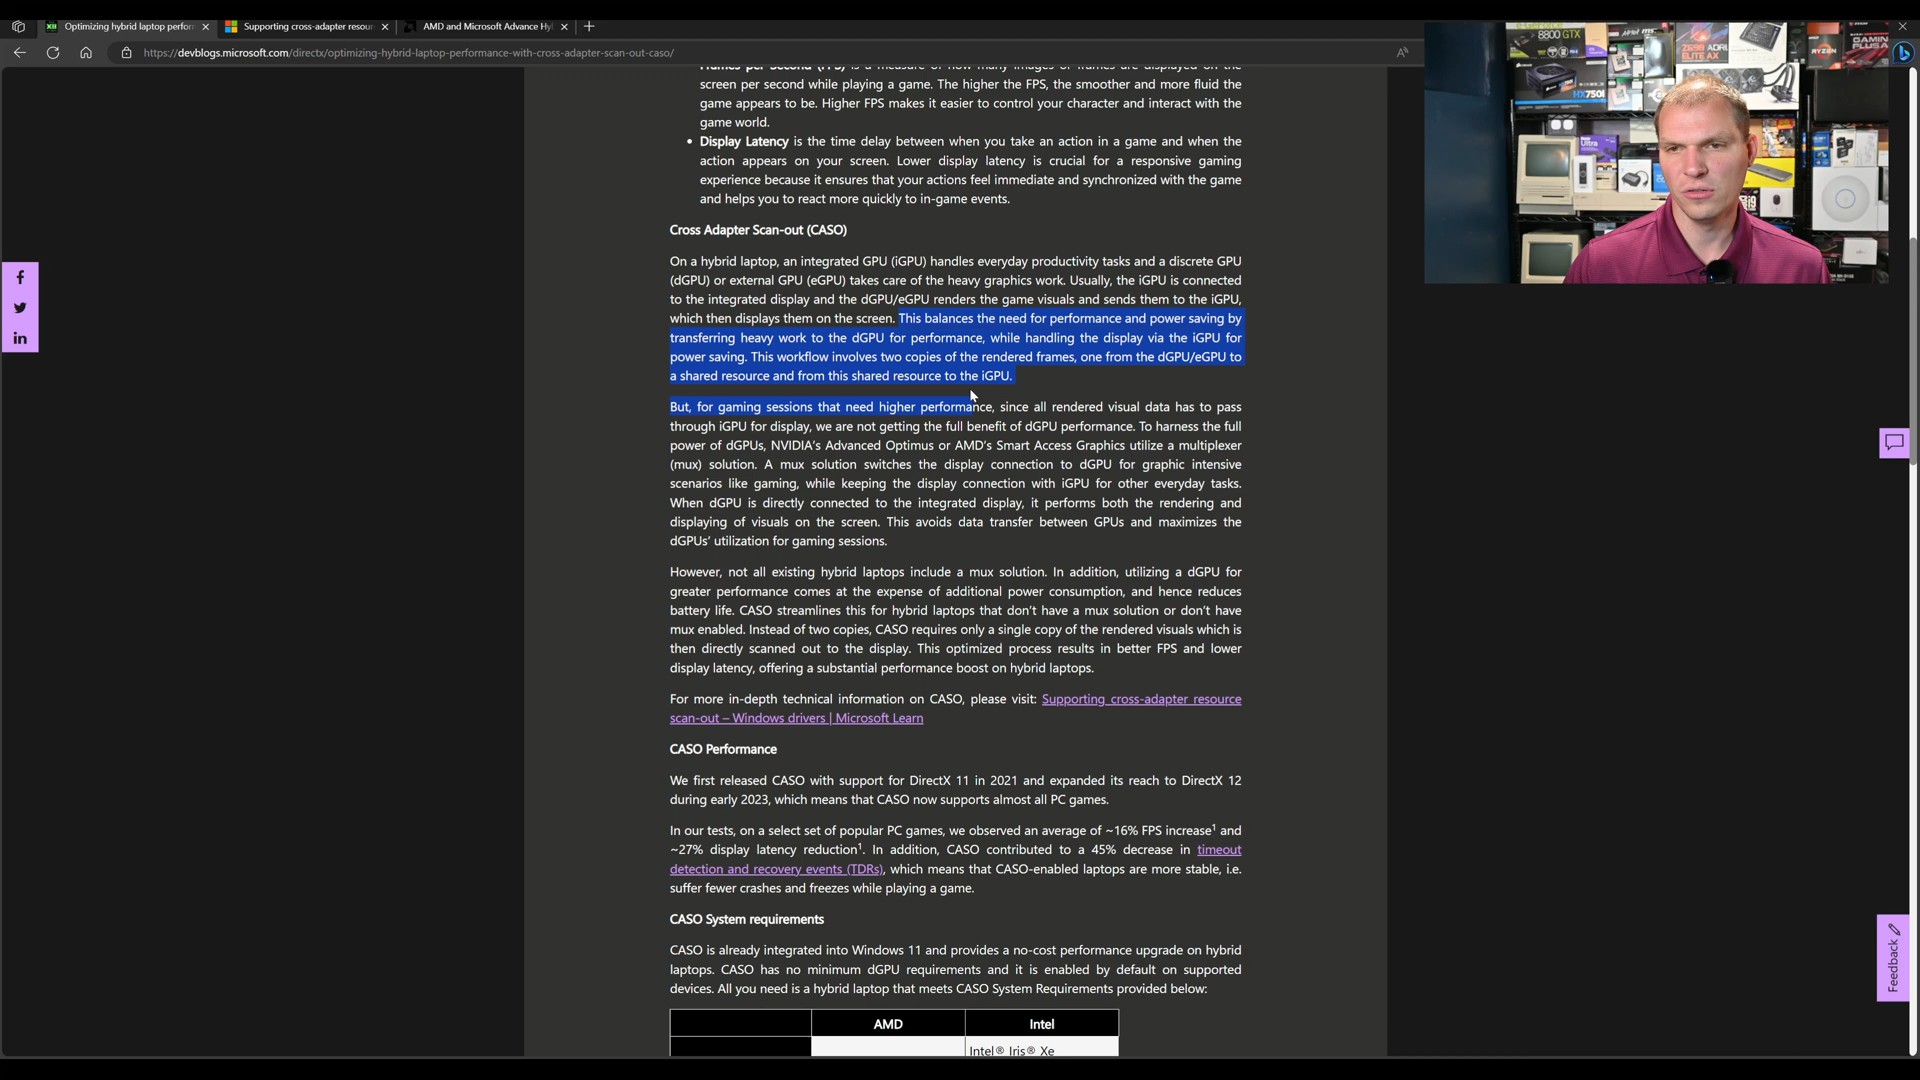 Optimizing hybrid laptop perfor
Supporting cross-adapter resour
AMD and Microsoft Advance Hy
https://devblogs.microsoft.com/directx/optimizing-hybrid-laptop-performance-with-cross-adapter-scan-out-caso/
Frames per Second (FPS) is a measure of how many images or frames are displayed on the
screen per second while playing a game. The higher the FPS, the smoother and more fluid the
game appears to be. Higher FPS makes it easier to control your character and interact with the
game world.
• Display Latency is the time delay between when you take an action in a game and when the
action appears on your screen. Lower display latency is crucial for a responsive gaming
experience because it ensures that your actions feel immediate and synchronized with the game
and helps you to react more quickly to in-game events.
Cross Adapter Scan-out (CASO)
On a hybrid laptop, an integrated GPU (iGPU) handles everyday productivity tasks and a discrete GPU
(dGPU) or external GPU (eGPU) takes care of the heavy graphics work. Usually, the iGPU is connected
to the integrated display and the dGPU/eGPU renders the game visuals and sends them to the iGPU,
which then displays them on the screen. This balances the need for performance and power saving by
transferring heavy work to the dGPU for performance, while handling the display via the iGPU for
power saving. This workflow involves two copies of the rendered frames, one from the dGPU/eGPU to
a shared resource and from this shared resource to the iGPU.
But, for gaming sessions that need higher performance, since all rendered visual data has to pass
through iGPU for display, we are not getting the full benefit of dGPU performance. To harness the full
power of dGPUs, NVIDIA's Advanced Optimus or AMD's Smart Access Graphics utilize a multiplexer
(mux) solution. A mux solution switches the display connection to dGPU for graphic intensive
scenarios like gaming, while keeping the display connection with iGPU for other everyday tasks.
When dGPU is directly connected to the integrated display, it performs both the rendering and
displaying of visuals on the screen. This avoids data transfer between GPUs and maximizes the
dGPUs' utilization for gaming sessions.
However, not all existing hybrid laptops include a mux solution. In addition, utilizing a dGPU for
greater performance comes at the expense of additional power consumption, and hence reduces
battery life. CASO streamlines this for hybrid laptops that don't have a mux solution or don't have
mux enabled. Instead of two copies, CASO requires only a single copy of the rendered visuals which is
then directly scanned out to the display. This optimized process results in better FPS and lower
display latency, offering a substantial performance boost on hybrid laptops.
For more in-depth technical information on CASO, please visit: Supporting cross-adapter resource
scan-out – Windows drivers | Microsoft Learn
CASO Performance
We first released CASO with support for DirectX 11 in 2021 and expanded its reach to DirectX 12
during early 2023, which means that CASO now supports almost all PC games.
In our tests, on a select set of popular PC games, we observed an average of ~16% FPS increase¹ and
~27% display latency reduction¹. In addition, CASO contributed to a 45% decrease in timeout
detection and recovery events (TDRs), which means that CASO-enabled laptops are more stable, i.e.
suffer fewer crashes and freezes while playing a game.
CASO System requirements
CASO is already integrated into Windows 11 and provides a no-cost performance upgrade on hybrid
laptops. CASO has no minimum dGPU requirements and it is enabled by default on supported
devices. All you need is a hybrid laptop that meets CASO System Requirements provided below:
AMD Intel
Intel® Iris® Xe
Feedback
8800 GTX
HX750i
Ultra
RYZEN
GAMING